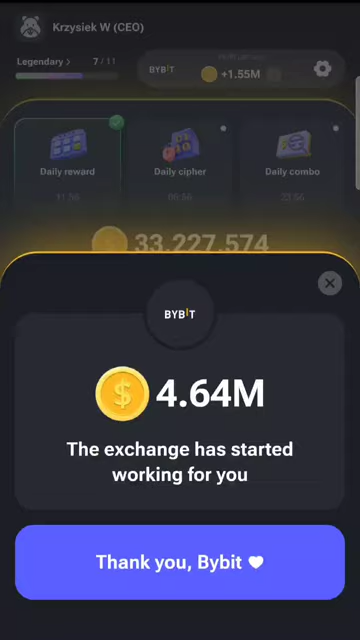 Krzysiek W (CEO)
Legendary >
7 / 11
BYBIT
+1.55M
Daily reward
Daily cipher
Daily combo
33,227,574
BYBIT
4.64M
The exchange has started
working for you
Thank you, Bybit